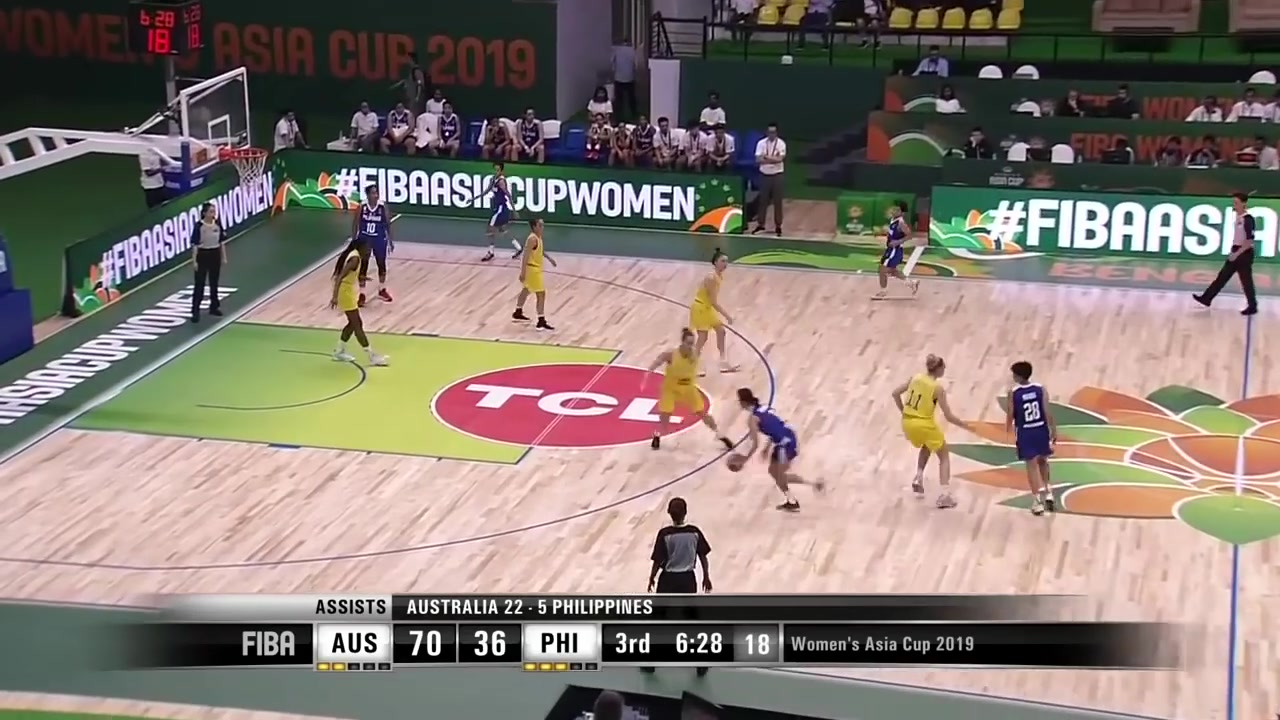 6:28
18
WOMEN'S ASIA CUP 2019
#FIBAASIACUPWOMEN
#FIBAASIA
#FIBAASIACUPWOMEN
ASIACUPWOMEN
10
TCL
11
28
ASSISTS AUSTRALIA 22 - 5 PHILIPPINES
FIBA AUS 70 36 PHI 3rd 6:28 18 Women's Asia Cup 2019